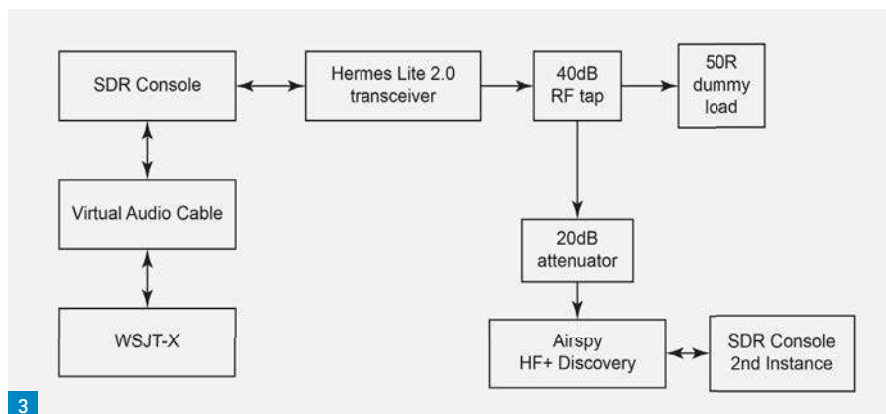 SDR Console
Hermes Lite 2.0
transceiver
40dB
RF tap
50R
dummy
load
Virtual Audio Cable
20dB
attenuator
WSJT-X
Airspy
HF+ Discovery
SDR Console
2nd Instance
3